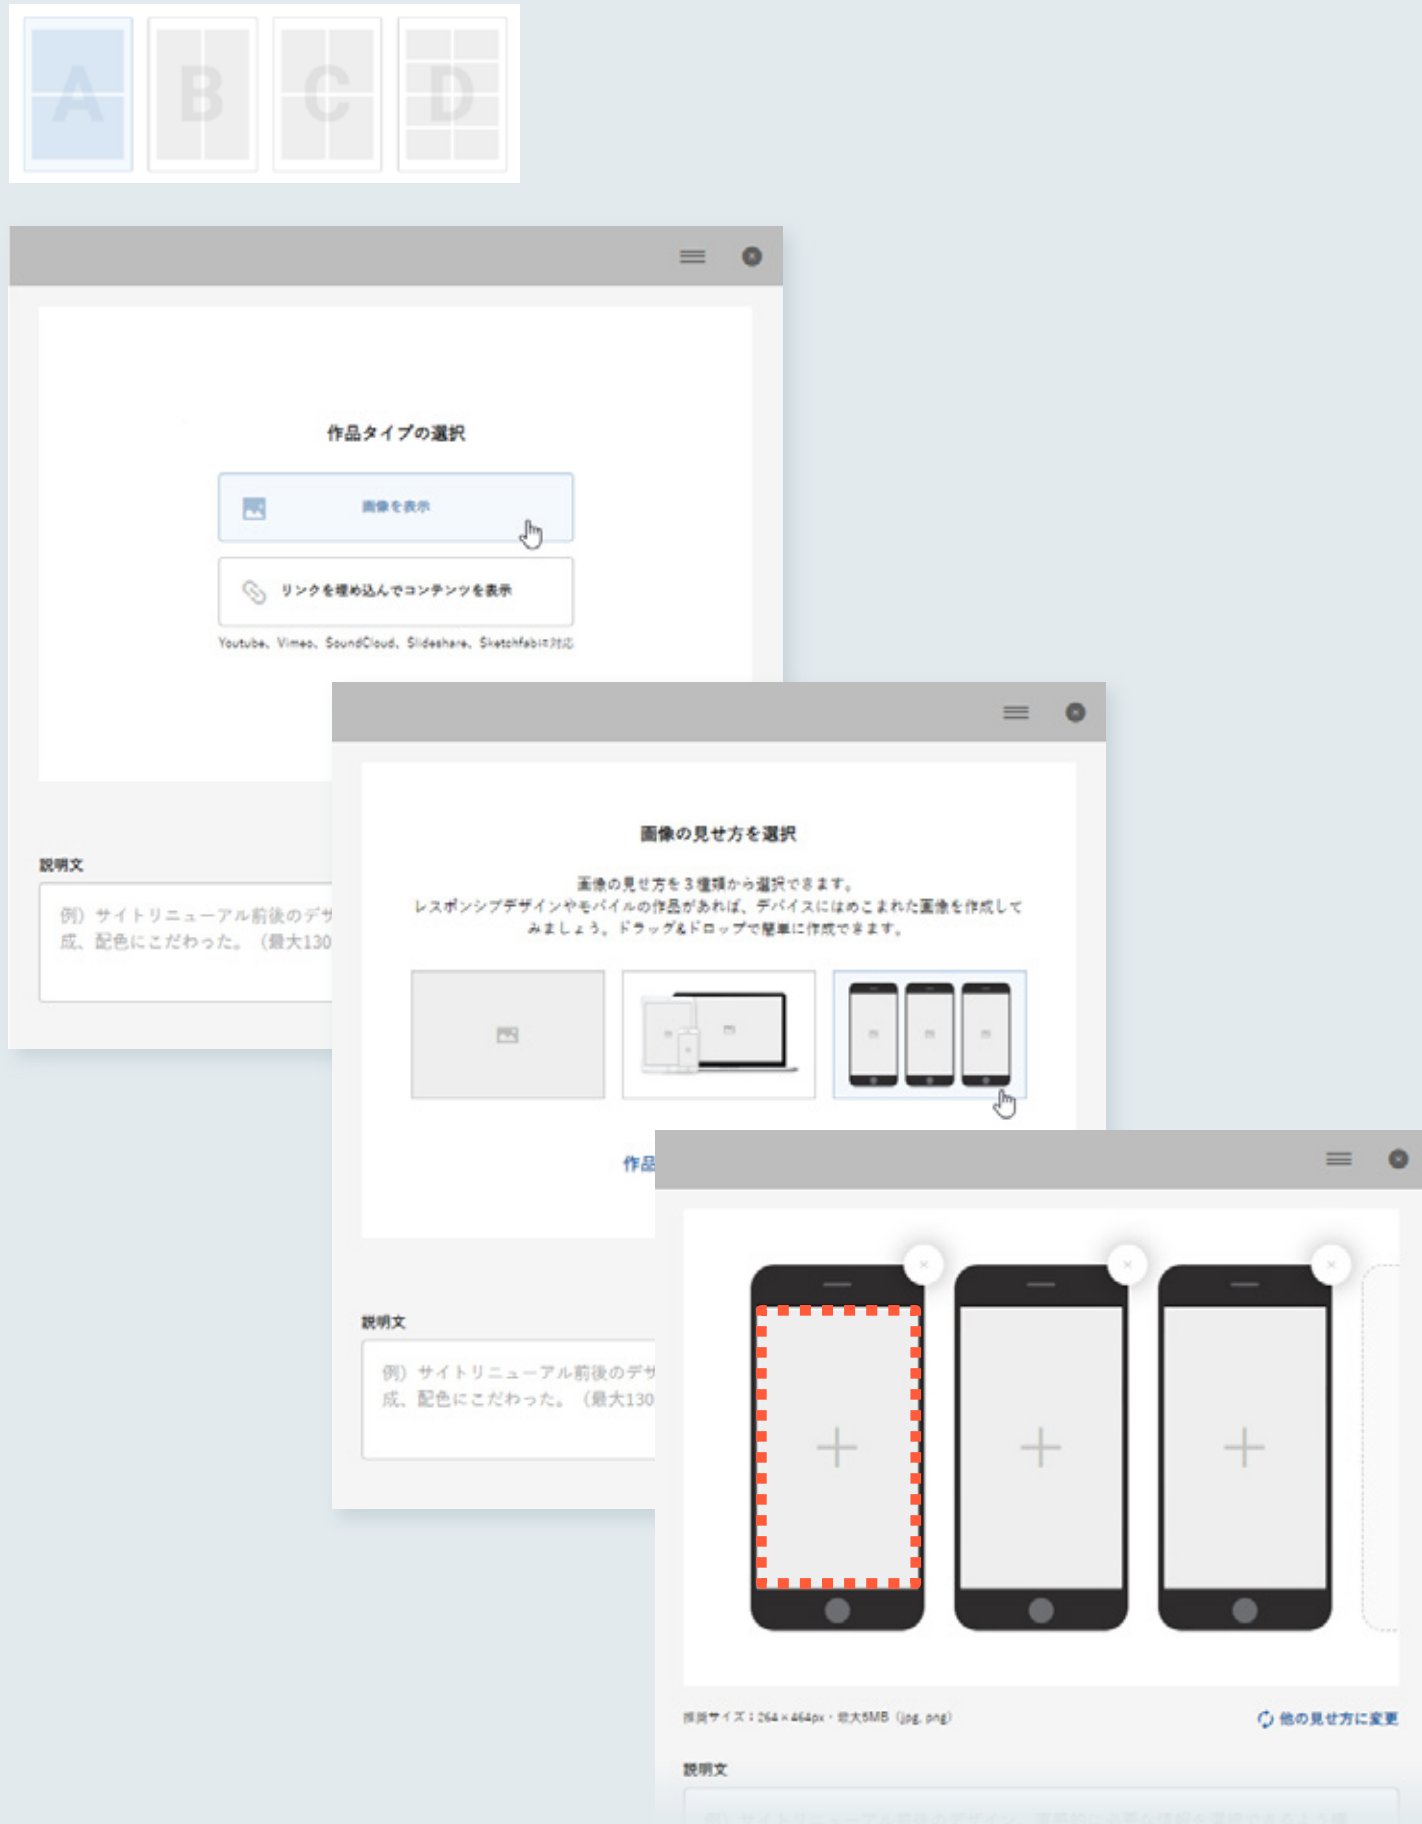 A B C D
作品タイプの選択
画像を表示
リンクを埋め込んでコンテンツを表示
Youtube、Vimeo、SoundCloud、Slideshare、Sketchfabに対応
説明文
例）サイトリニューアル前後のデザ
成、配色にこだわった。（最大130
画像の見せ方を選択
画像の見せ方を３種類から選択できます。
レスポンシブデザインやモバイルの作品があれば、デバイスにはめこまれた画像を作成して
みましょう。ドラッグ&ドロップで簡単に作成できます。
作品
説明文
例）サイトリニューアル前後のデサ
成、配色にこだわった。（最大130
推奨サイズ：264×464px・最大5MB（jpg, png）
他の見せ方に変更
説明文